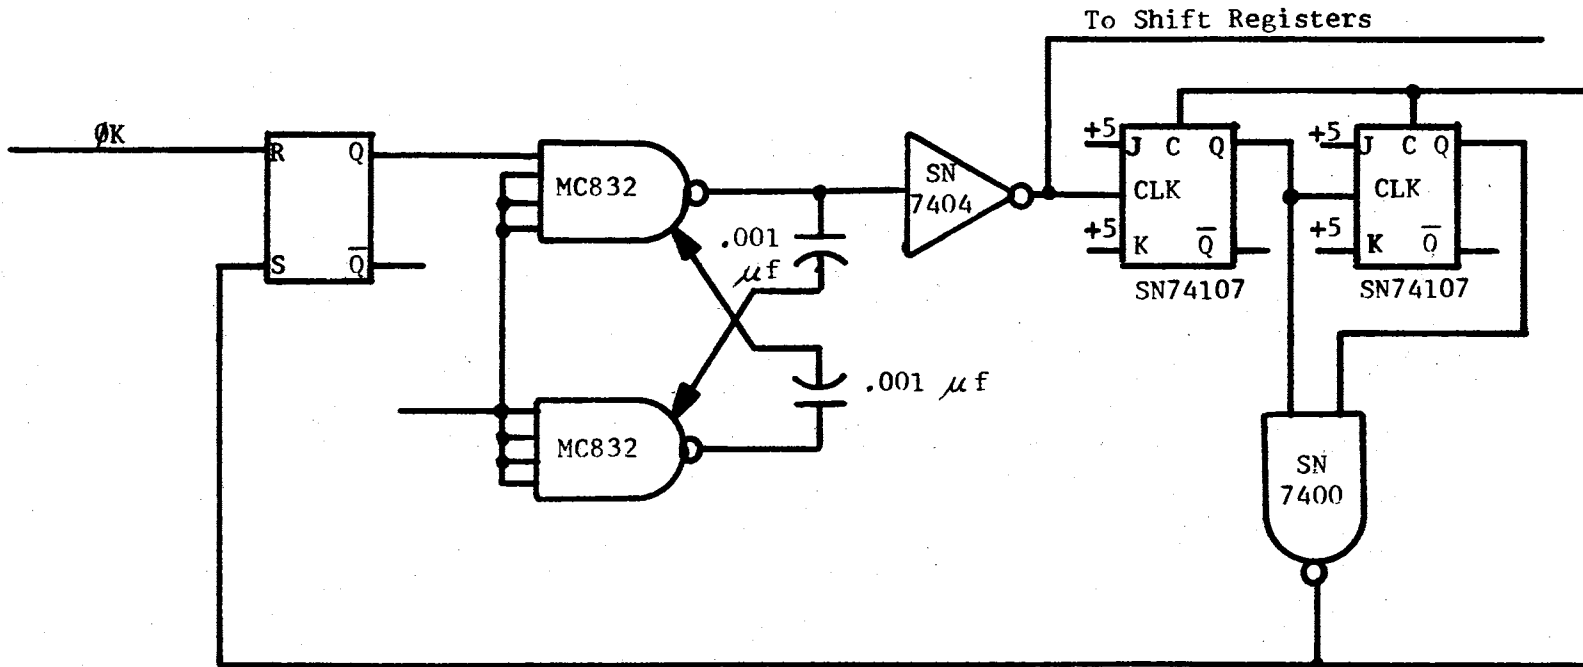 To Shift Registers
ØK
R Q
S Q
MC832
.001
μf
SN
7404
+5 J C Q
CLK
+5 K Q
SN74107
+5 J C Q
CLK
+5 K Q
SN74107
.001 μf
MC832
SN
7400